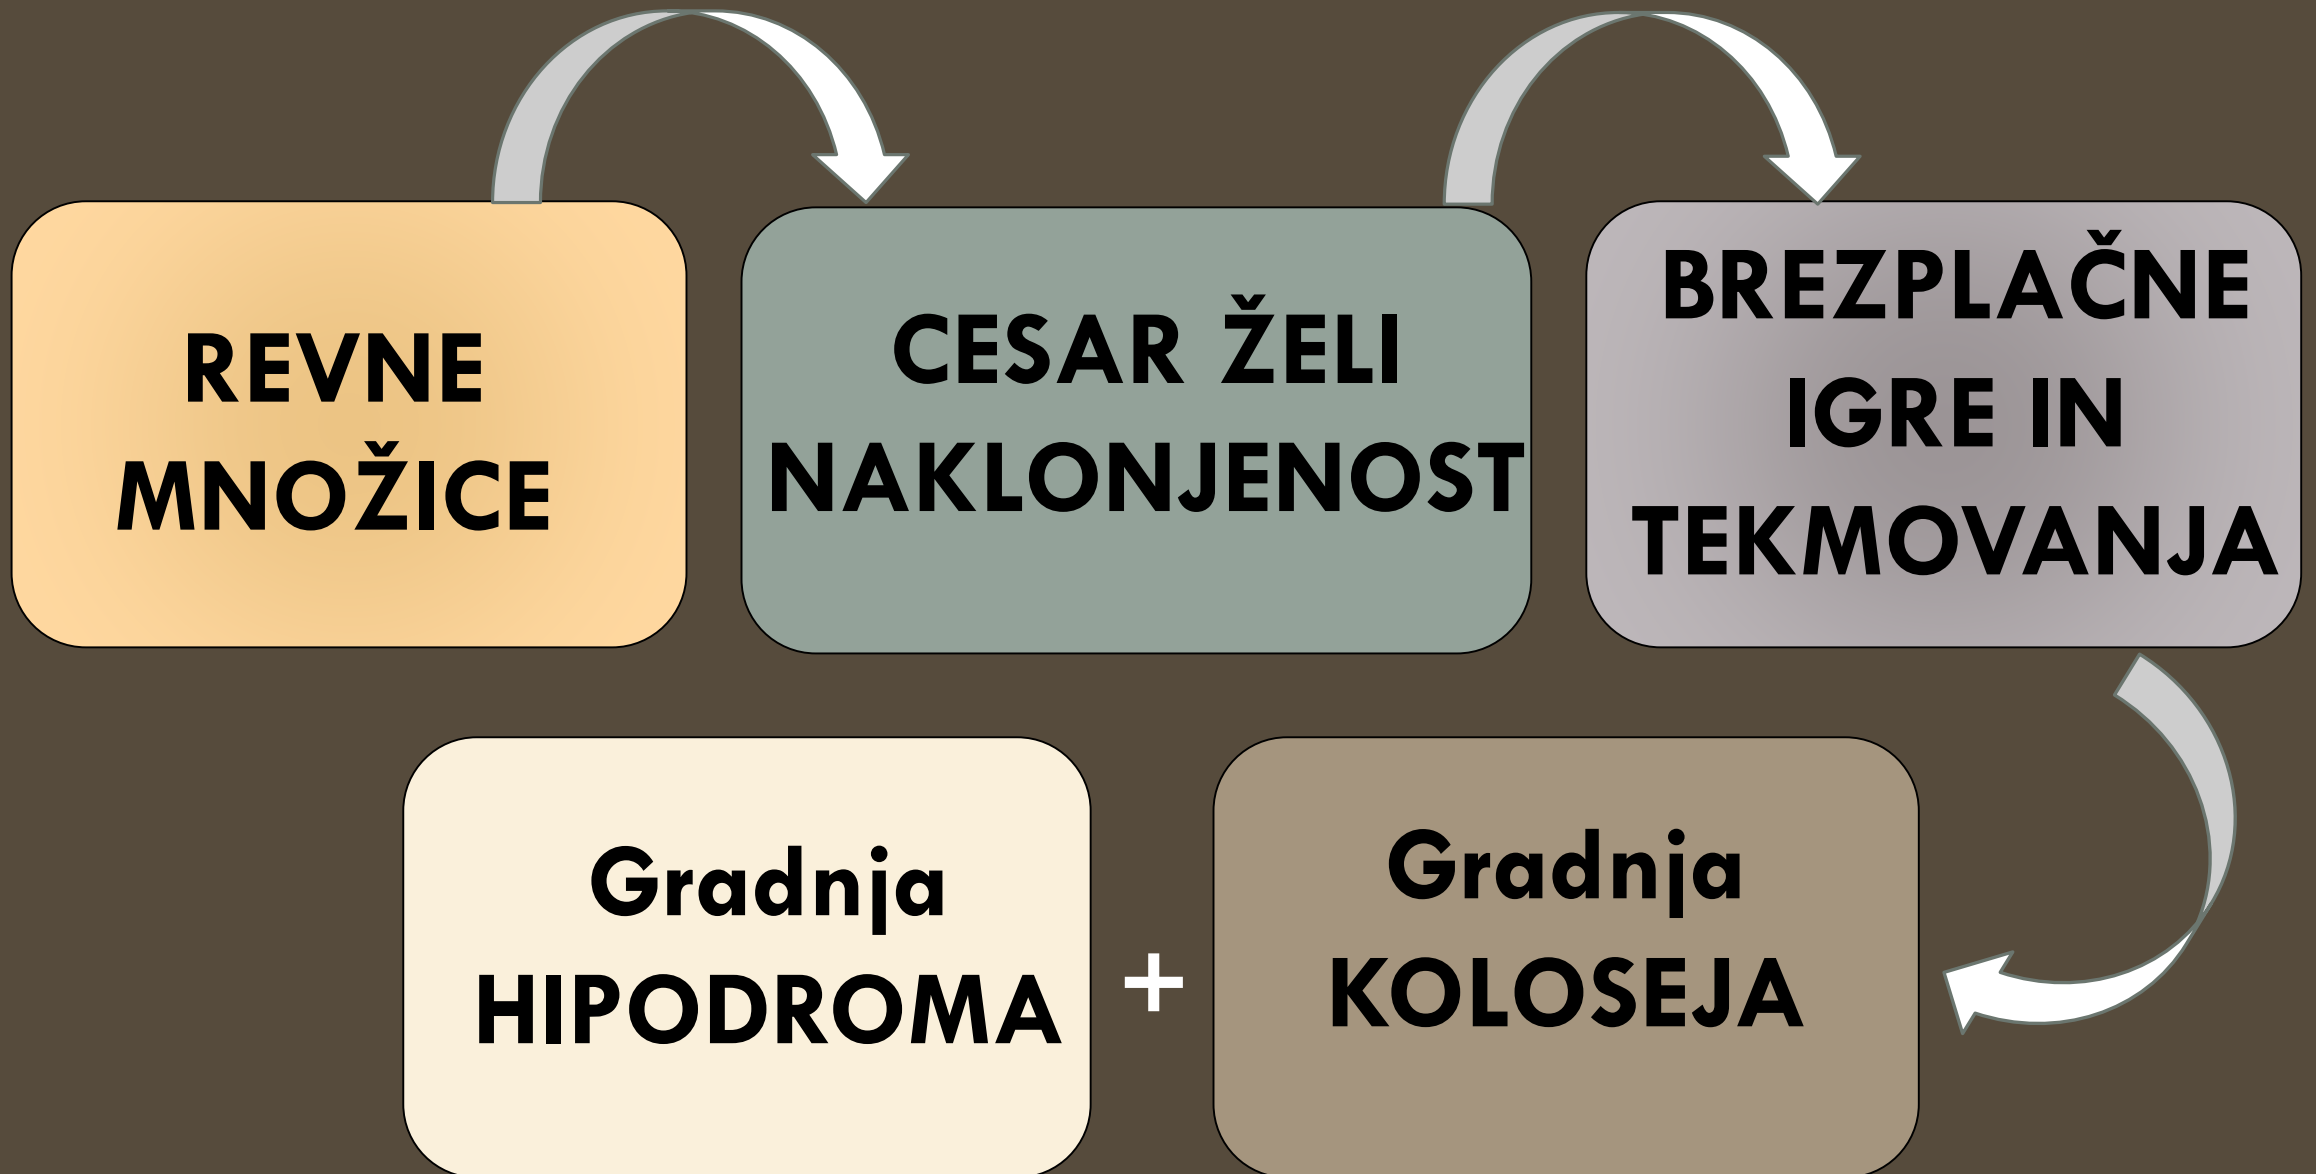 REVNE
MNOŽICE
CESAR ŽELI
NAKLONJENOST
BREZPLAČNE
IGRE IN
TEKMOVANJA
Gradnja
HIPODROMA
+
Gradnja
KOLOSEJA